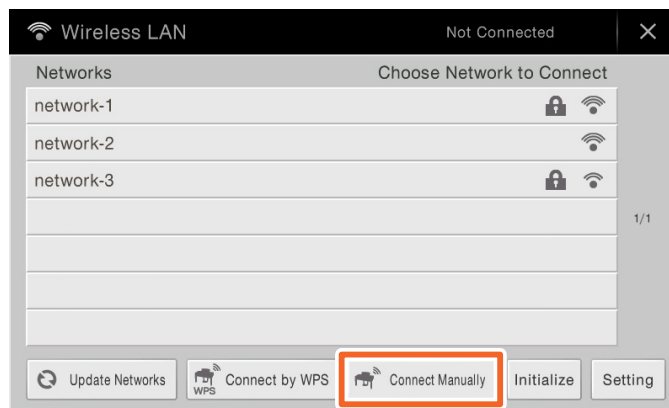 Wireless LAN Not Connected
Networks Choose Network to Connect
network-1
network-2
network-3
1/1
Update Networks WPS Connect by WPS Connect Manually Initialize Setting